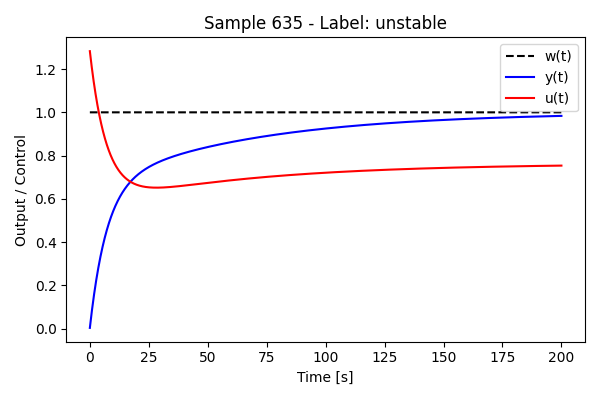 Sample 635 - Label: unstable
w(t)
y(t)
u(t)
Output / Control
1.2
1.0
0.8
0.6
0.4
0.2
0.0
0 25 50 75 100 125 150 175 200
Time [s]